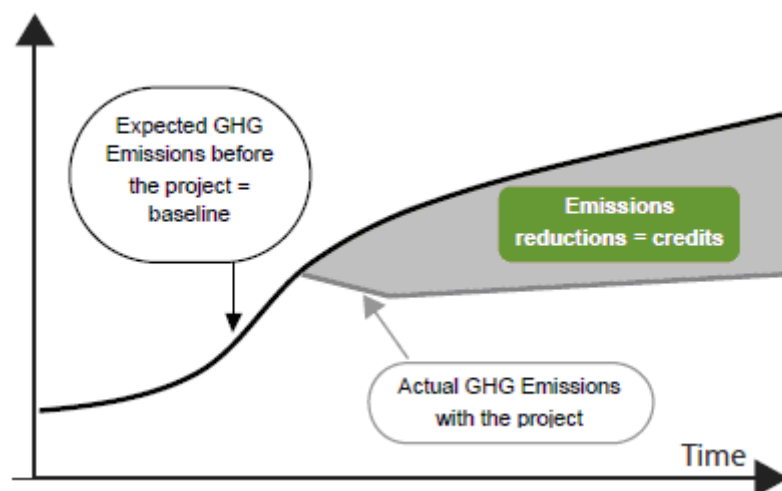 Expected GHG
Emissions before
the project =
baseline
Emissions
reductions = credits
Actual GHG Emissions
with the project
Time